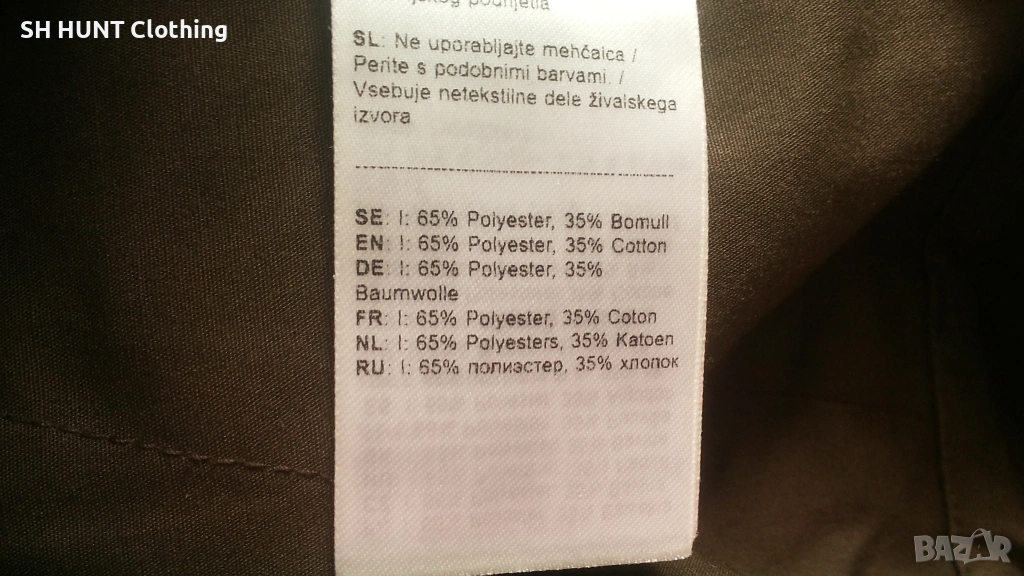 SH HUNT Clothing
SL: Ne uporabljajte mehčalca /
Perite s podobnimi barvami. /
Vsebuje netekstilne dele živalskega
izvora
SE: I: 65% Polyester, 35% Bomull
EN: I: 65% Polyester, 35% Cotton
DE: I: 65% Polyester, 35%
Baumwolle
FR: I: 65% Polyester, 35% Coton
NL: I: 65% Polyesters, 35% Katoen
RU: I: 65% полиэстер, 35% хлопок
BAZAR